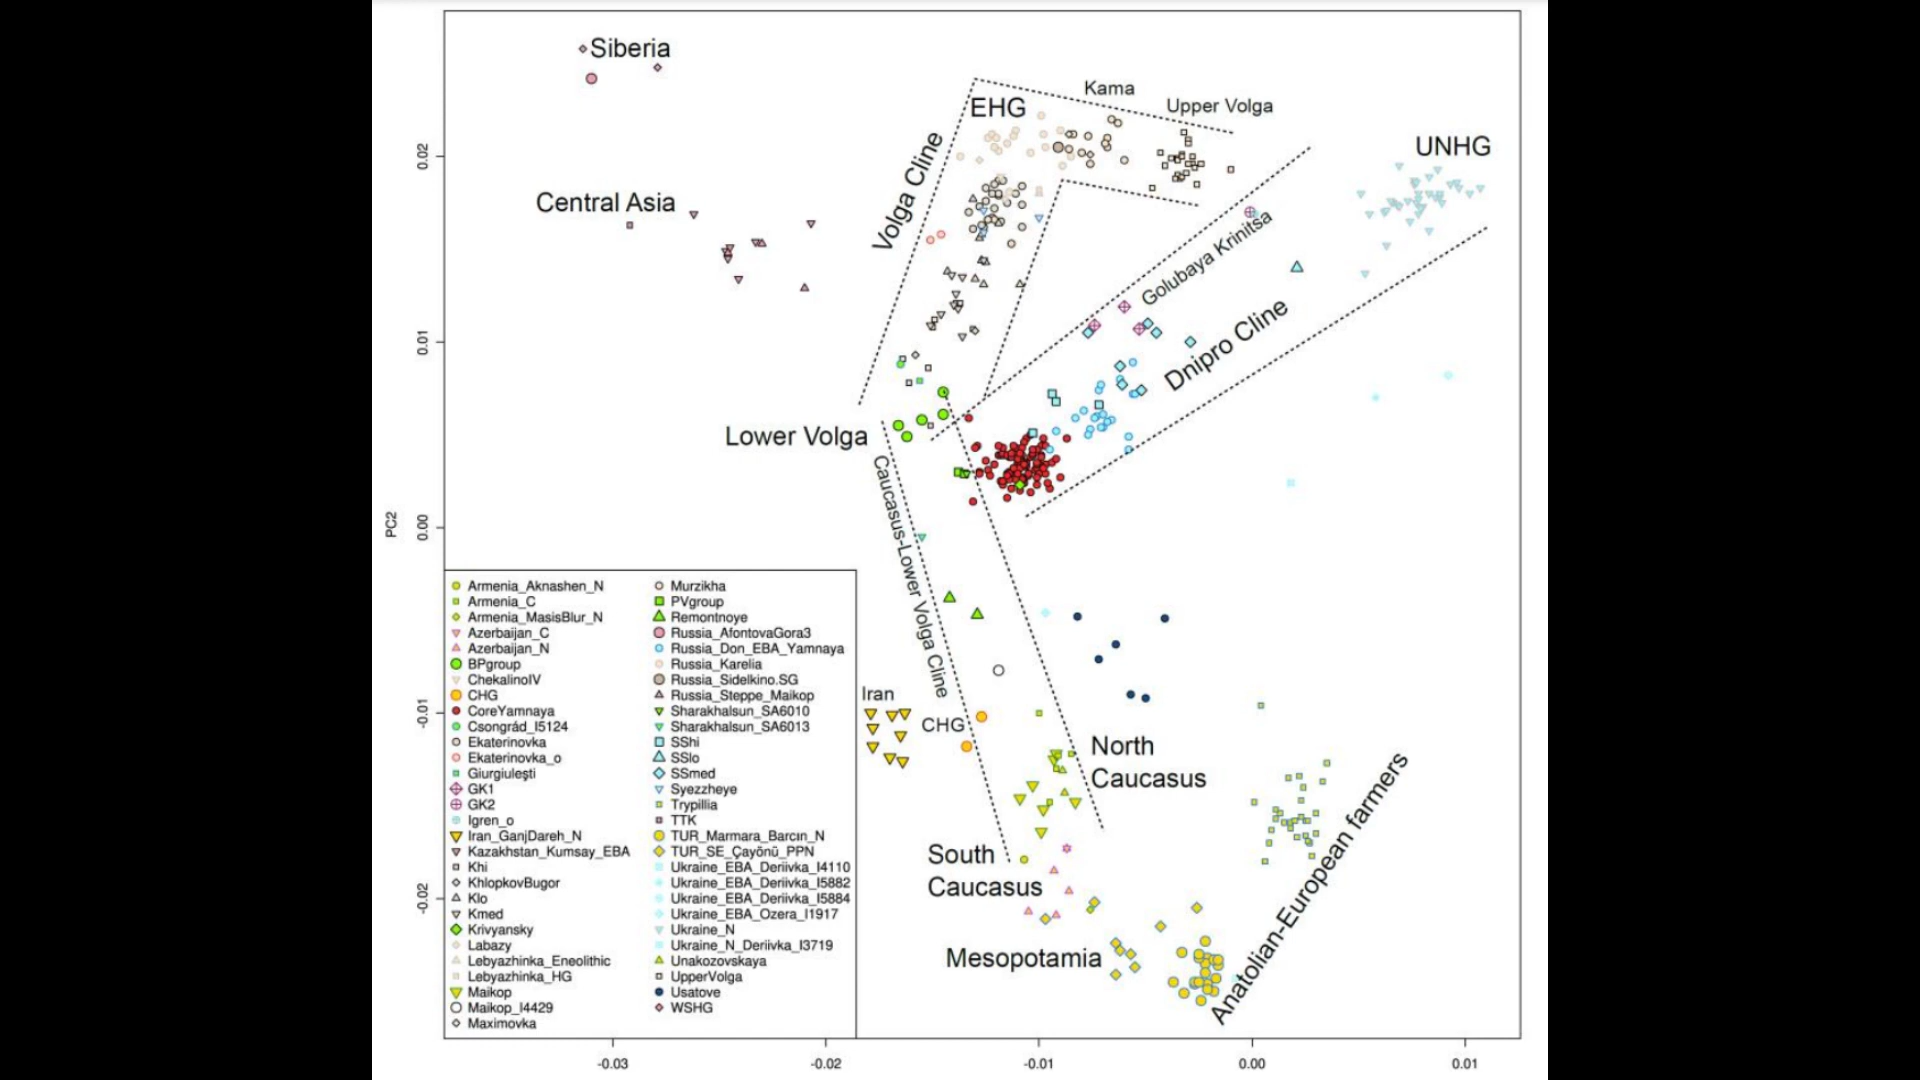 Siberia
Kama
EHG
Upper Volga
UNHG
Volga Cline
Central Asia
Golubaya Krinitsa
Dnipro Cline
Lower Volga
Caucasus-Lower Volga Cline
Iran
CHG
North
Caucasus
South
Caucasus
Mesopotamia
Anatolian-European farmers
PC2
0.02
0.01
0.00
-0.01
-0.02
-0.03
-0.02
-0.01
0.00
0.01
Armenia_Aknashen_N
Armenia_C
Armenia_MasisBlur_N
Azerbaijan_C
Azerbaijan_N
BPgroup
ChekalinoIV
CHG
CoreYamnaya
Csongrád_I5124
Ekaterinovka
Ekaterinovka_o
Giurgiuleşti
GK1
GK2
Igren_o
Iran_GanjDareh_N
Kazakhstan_Kumsay_EBA
Khi
KhlopkovBugor
Klo
Kmed
Krivyansky
Labazy
Lebyazhinka_Eneolithic
Lebyazhinka_HG
Maikop
Maikop_I4429
Maximovka
Murzikha
PVgroup
Remontnoye
Russia_AfontovaGora3
Russia_Don_EBA_Yamnaya
Russia_Karelia
Russia_Sidelkino.SG
Russia_Steppe_Maikop
Sharakhalsun_SA6010
Sharakhalsun_SA6013
SShi
SSlo
SSmed
Syezzheye
Trypillia
TTK
TUR_Marmara_Barcın_N
TUR_SE_Çayönü_PPN
Ukraine_EBA_Deriivka_I4110
Ukraine_EBA_Deriivka_I5882
Ukraine_EBA_Deriivka_I5884
Ukraine_EBA_Ozera_I1917
Ukraine_N
Ukraine_N_Deriivka_I3719
Unakozovskaya
UpperVolga
Usatove
WSHG